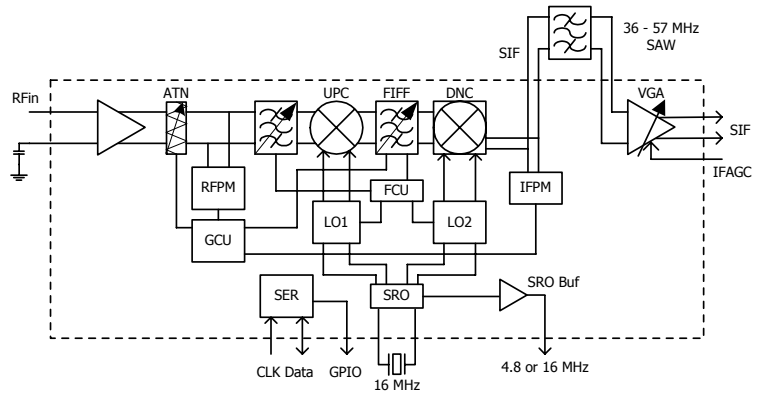 36 - 57 MHz
SAW
SIF
ATN
UPC
FIFF
DNC
VGA
RFin
SIF
IFAGC
RFPM
FCU
IFPM
GCU
LO1
LO2
SER
SRO
SRO Buf
CLK Data
GPIO
16 MHz
4.8 or 16 MHz